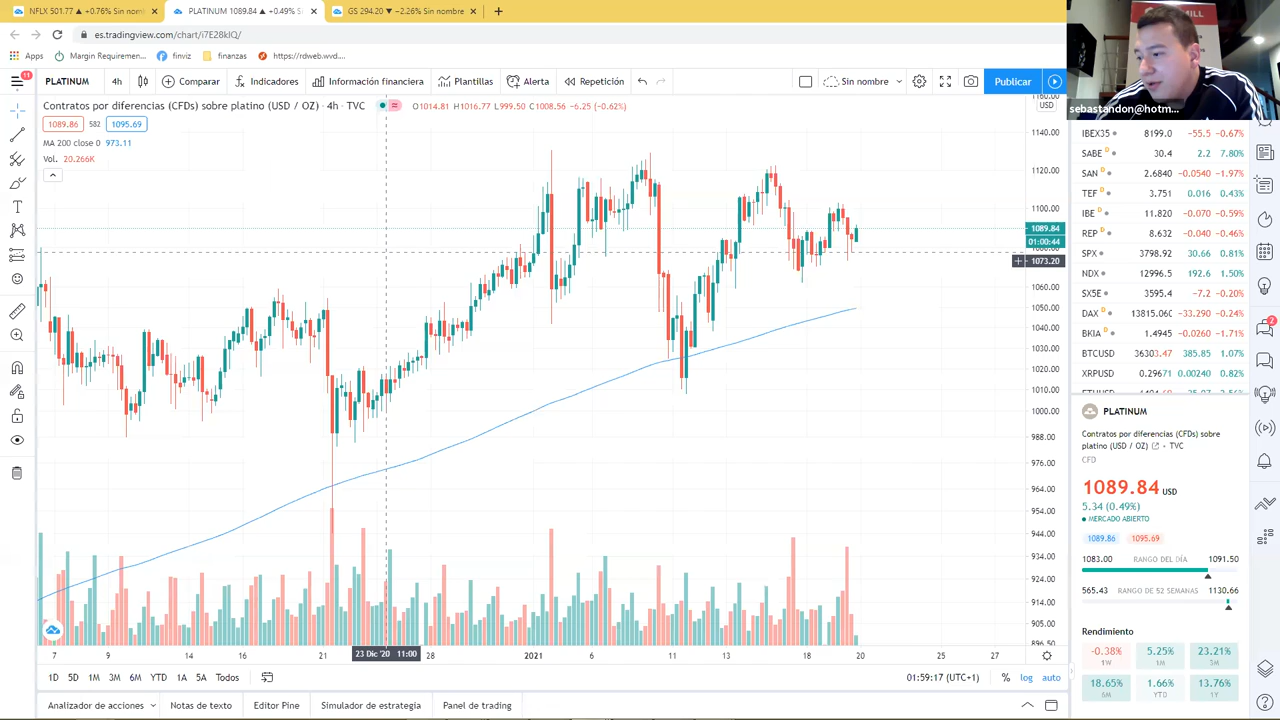 NFLX 501.77 ▲ +0.76% Sin nomb
PLATINUM 1089.84 ▲ +0.49% Sin
GS 294.20 ▼ −2.26% Sin nombre
es.tradingview.com/chart/i7E28kIQ/
Apps
Margin Requiremen...
finviz
finanzas
https://rdweb.wvd....
11
PLATINUM
4h
Comparar
Indicadores
Información financiera
Plantillas
Alerta
Repetición
Sin nombre
Publicar
Contratos por diferencias (CFDs) sobre platino (USD / OZ) · 4h · TVC
O1014.81 H1016.77 L999.50 C1008.56 −6.25 (−0.62%)
1089.86
582
1095.69
MA 200 close 0 973.11
Vol. 20.266K
sebastandon@hotm...
USD
1140.00
1120.00
1100.00
1089.84
01:00:44
1073.20
1060.00
1050.00
1040.00
1030.00
1020.00
1010.00
1000.00
988.00
976.00
964.00
954.00
944.00
934.00
924.00
914.00
905.00
896.50
7
9
14
16
21
23 Dic '20 11:00
28
2021
6
11
13
18
20
25
27
1D 5D 1M 3M 6M YTD 1A 5A Todos
01:59:17 (UTC+1)
%
log
auto
Analizador de acciones
Notas de texto
Editor Pine
Simulador de estrategia
Panel de trading
IBEX35 8199.0 −55.5 −0.67%
SABE D 30.4 2.2 7.80%
SAN D 2.6840 −0.0540 −1.97%
TEF D 3.751 0.016 0.43%
IBE D 11.820 −0.070 −0.59%
REP D 8.632 −0.040 −0.46%
SPX 3798.92 30.66 0.81%
NDX 12996.5 192.6 1.50%
SX5E 3595.4 −7.2 −0.20%
DAX D 13815.060 −33.290 −0.24%
BKIA D 1.4945 −0.0260 −1.71%
BTCUSD 36303.47 385.85 1.07%
XRPUSD 0.29671 0.00240 0.82%
2
PLATINUM
Contratos por diferencias (CFDs) sobre
platino (USD / OZ) · TVC
CFD
1089.84 USD
5.34 (0.49%)
MERCADO ABIERTO
1089.86
1095.69
1083.00 RANGO DEL DÍA 1091.50
565.43 RANGO DE 52 SEMANAS 1130.66
Rendimiento
-0.38% 5.25% 23.21%
1W 1M 3M
18.65% 1.66% 13.76%
6M YTD 1Y